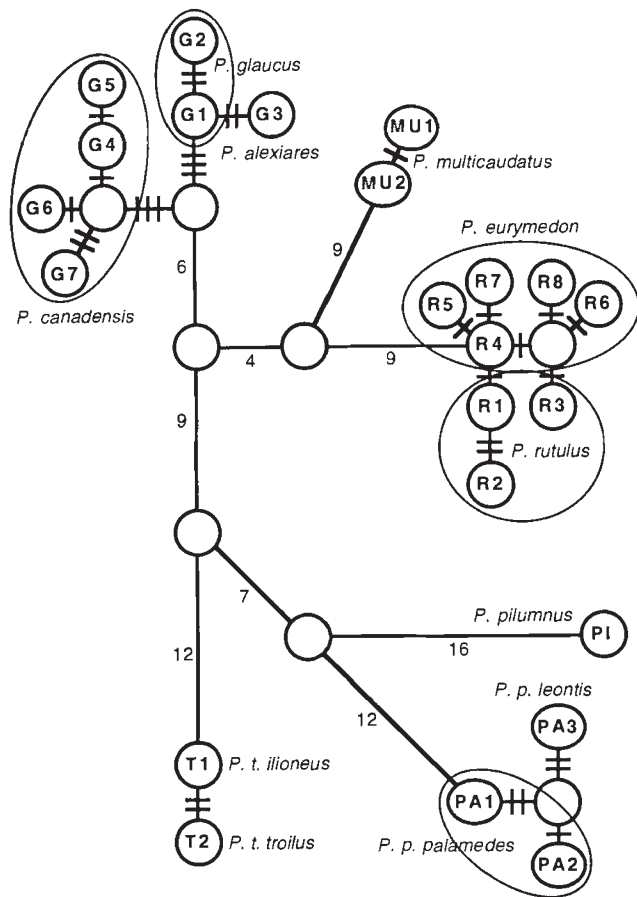 G2
P. glaucus
G5
G1
G3
MU1
G4
P. alexiares
P. multicaudatus
MU2
G6
P. eurymedon
G7
6
9
R7
R8
R5
R6
P. canadensis
R4
4
9
R1
R3
9
P. rutulus
R2
7
P. pilumnus
PI
16
12
12
P. p. leontis
PA3
T1
P. t. ilioneus
PA1
T2
P. t. troilus
P. p. palamedes
PA2